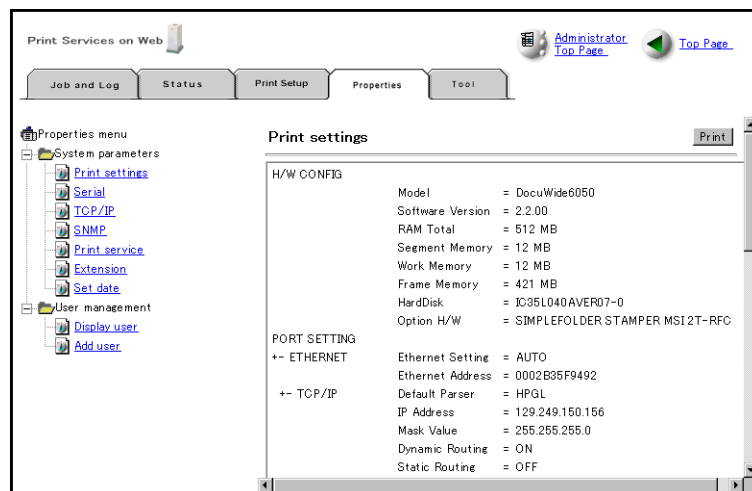 Print Services on Web
Administrator
Top Page
Top Page
Job and Log
Status
Print Setup
Properties
Tool
Properties menu
System parameters
Print settings
Serial
TCP/IP
SNMP
Print service
Extension
Set date
User management
Display user
Add user
Print settings
Print
H/W CONFIG
Model = DocuWide6050
Software Version = 2.2.00
RAM Total = 512 MB
Segment Memory = 12 MB
Work Memory = 12 MB
Frame Memory = 421 MB
HardDisk = IC35L040AVER07-0
Option H/W = SIMPLEFOLDER STAMPER MSI2T-RFC
PORT SETTING
+- ETHERNET Ethernet Setting = AUTO
Ethernet Address = 0002B35F9492
+- TCP/IP Default Parser = HPGL
IP Address = 129.249.150.156
Mask Value = 255.255.255.0
Dynamic Routing = ON
Static Routing = OFF